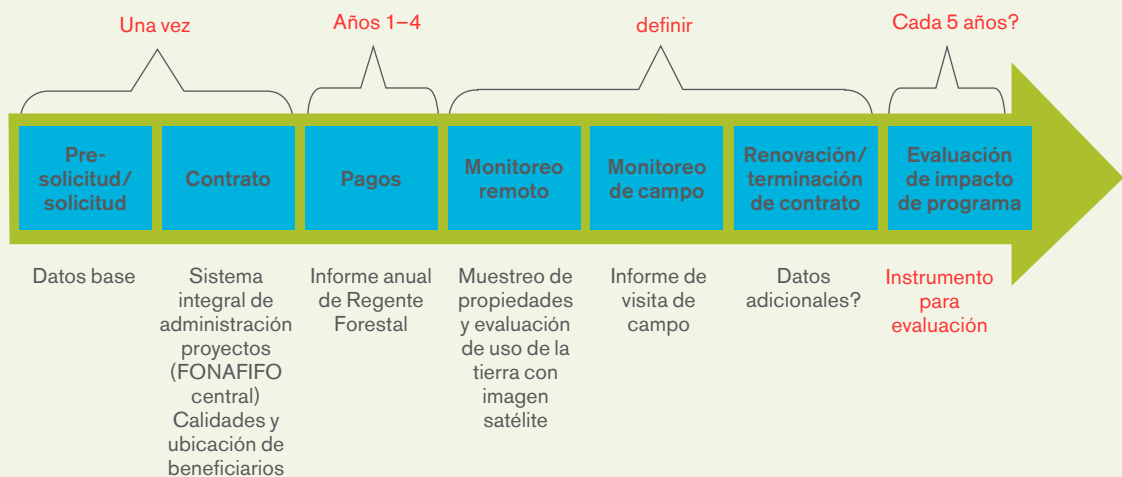 Una vez
Años 1–4
definir
Cada 5 años?
Pre-
solicitud/
solicitud
Contrato
Pagos
Monitoreo
remoto
Monitoreo
de campo
Renovación/
terminación
de contrato
Evaluación
de impacto
de programa
Datos base
Sistema
integral de
administración
proyectos
(FONAFIFO
central)
Calidades y
ubicación de
beneficiarios
Informe anual
de Regente
Forestal
Muestreo de
propiedades
y evaluación
de uso de la
tierra con
imagen
satélite
Informe de
visita de
campo
Datos
adicionales?
Instrumento
para
evaluación